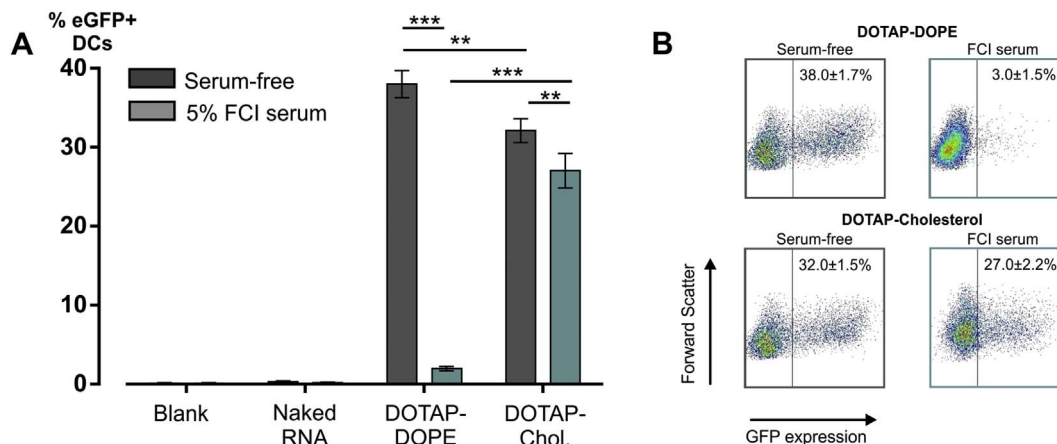 A
% eGFP+
DCs
***
**
***
**
40
30
20
10
0
Serum-free
5% FCI serum
Blank
Naked
RNA
DOTAP-
DOPE
DOTAP-
Chol.
B
DOTAP-DOPE
Serum-free
FCI serum
38.0±1.7%
3.0±1.5%
DOTAP-Cholesterol
Serum-free
FCI serum
32.0±1.5%
27.0±2.2%
Forward Scatter
GFP expression